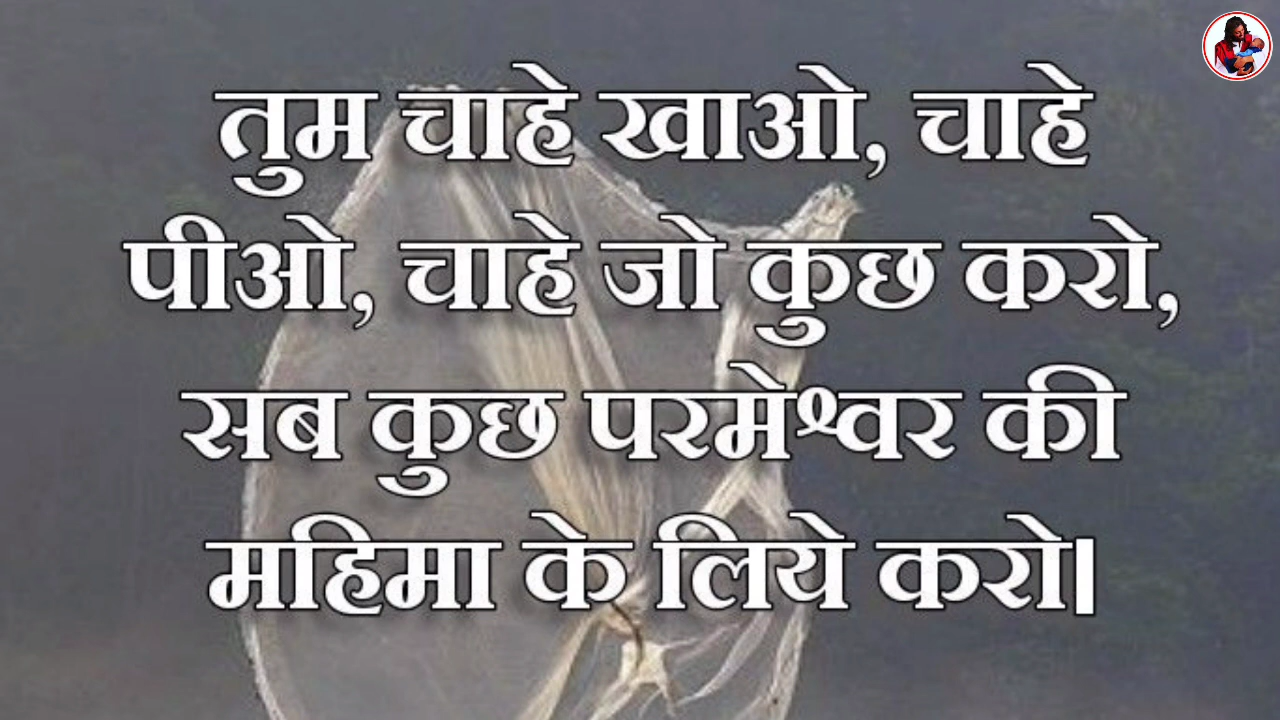 तुम चाहे खाओ, चाहे
पीओ, चाहे जो कुछ करो,
सब कुछ परमेश्वर की
महिमा के लिये करो|